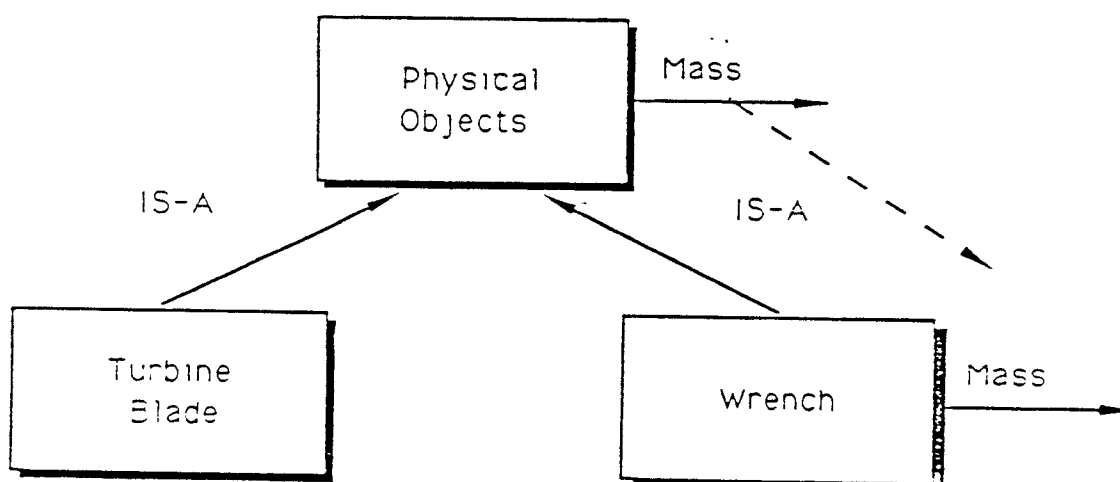 Physical
Objects
Mass
IS-A
IS-A
Turbine
Blade
Wrench
Mass